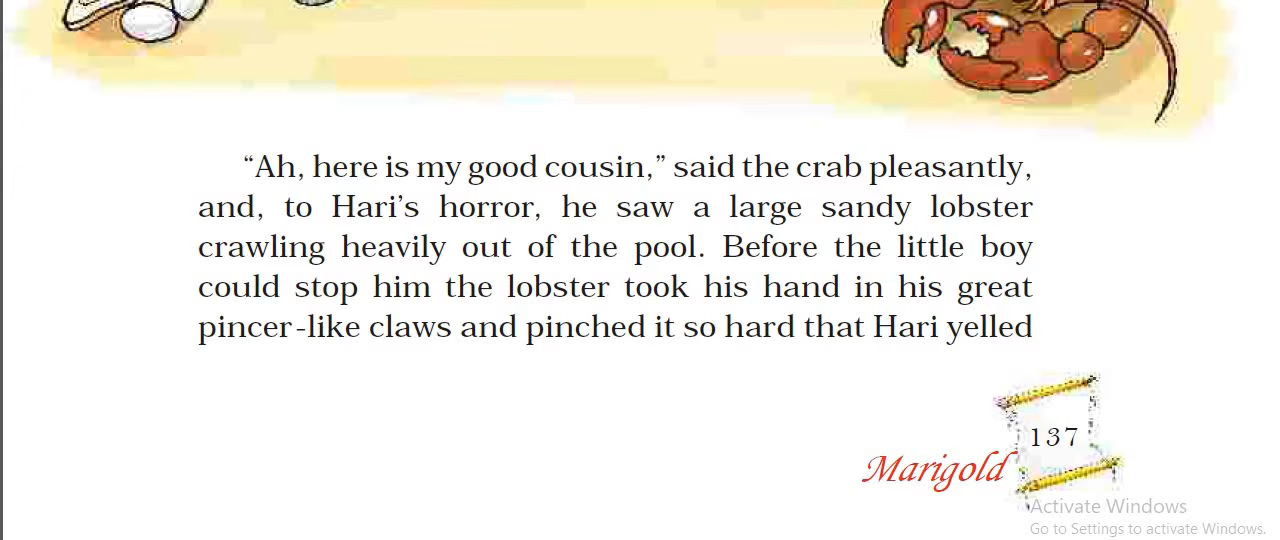 “Ah, here is my good cousin,” said the crab pleasantly,
and, to Hari’s horror, he saw a large sandy lobster
crawling heavily out of the pool. Before the little boy
could stop him the lobster took his hand in his great
pincer-like claws and pinched it so hard that Hari yelled
137
Marigold
Activate Windows
Go to Settings to activate Windows.